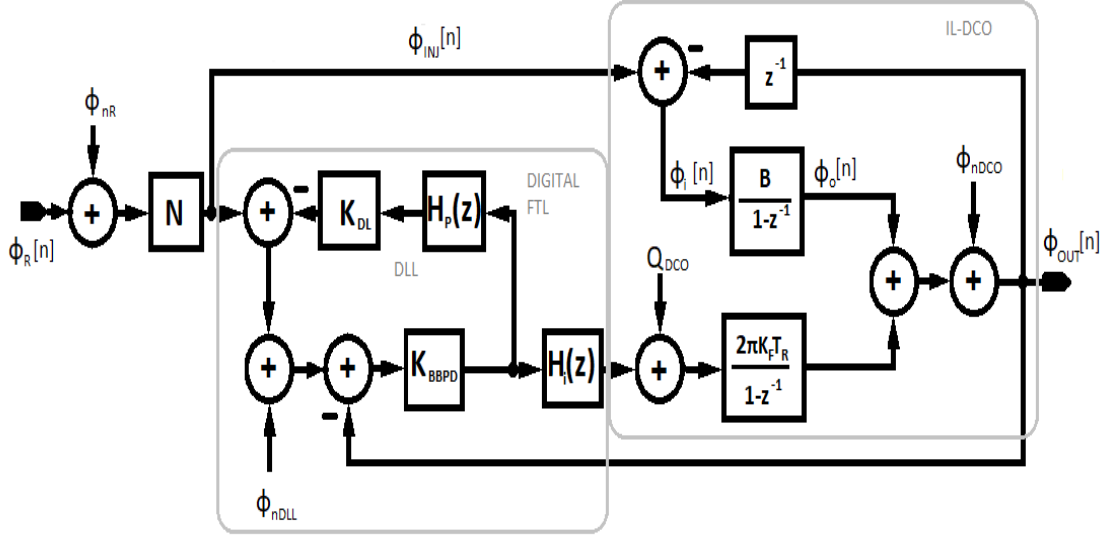 ϕINJ[n]
IL-DCO
+
-
z⁻¹
ϕnR
ϕi [n]
B
1-z⁻¹
ϕo[n]
ϕnDCO
DIGITAL
FTL
+
N
+
-
KDL
Hp(z)
ϕR[n]
DLL
QDCO
+
+
ϕOUT[n]
+
+
-
KBBPD
Hi(z)
+
2πKFTR
1-z⁻¹
ϕnDLL